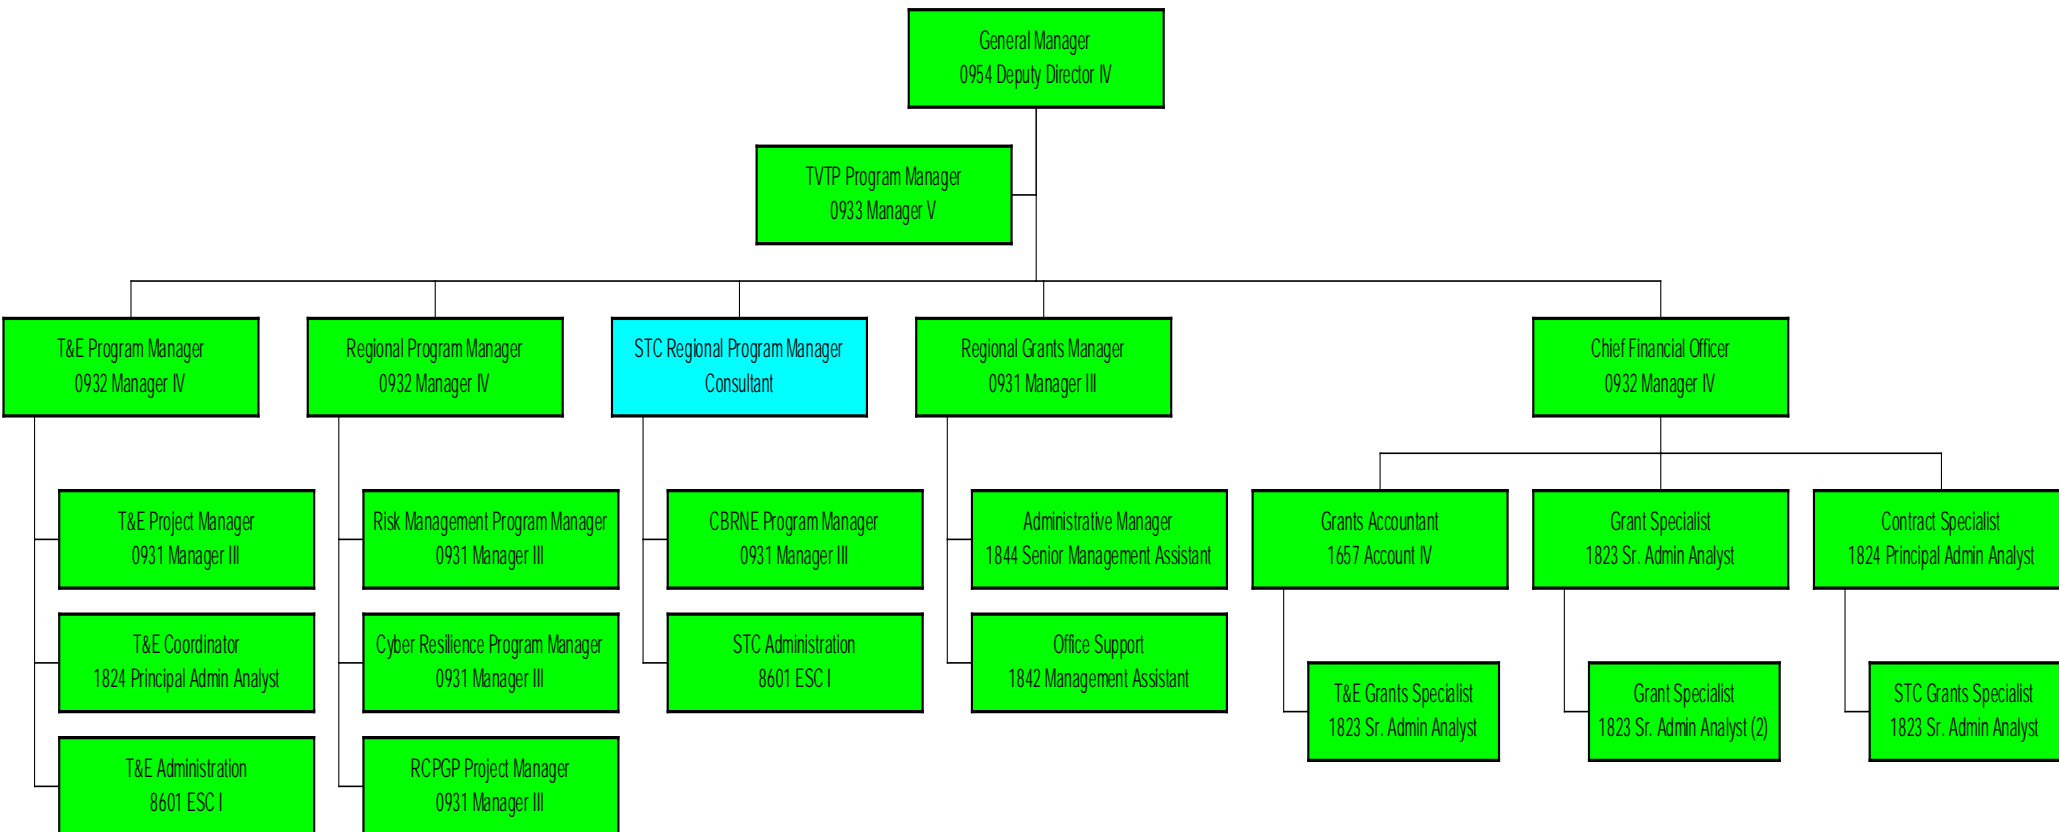 General Manager
0954 Deputy Director IV
TVTP Program Manager
0933 Manager V
T&E Program Manager
0932 Manager IV
Regional Program Manager
0932 Manager IV
STC Regional Program Manager
Consultant
Regional Grants Manager
0931 Manager III
Chief Financial Officer
0932 Manager IV
T&E Project Manager
0931 Manager III
Risk Management Program Manager
0931 Manager III
CBRNE Program Manager
0931 Manager III
Administrative Manager
1844 Senior Management Assistant
Grants Accountant
1657 Account IV
Grant Specialist
1823 Sr. Admin Analyst
Contract Specialist
1824 Principal Admin Analyst
T&E Coordinator
1824 Principal Admin Analyst
Cyber Resilience Program Manager
0931 Manager III
STC Administration
8601 ESC I
Office Support
1842 Management Assistant
T&E Grants Specialist
1823 Sr. Admin Analyst
Grant Specialist
1823 Sr. Admin Analyst (2)
STC Grants Specialist
1823 Sr. Admin Analyst
T&E Administration
8601 ESC I
RCPGP Project Manager
0931 Manager III